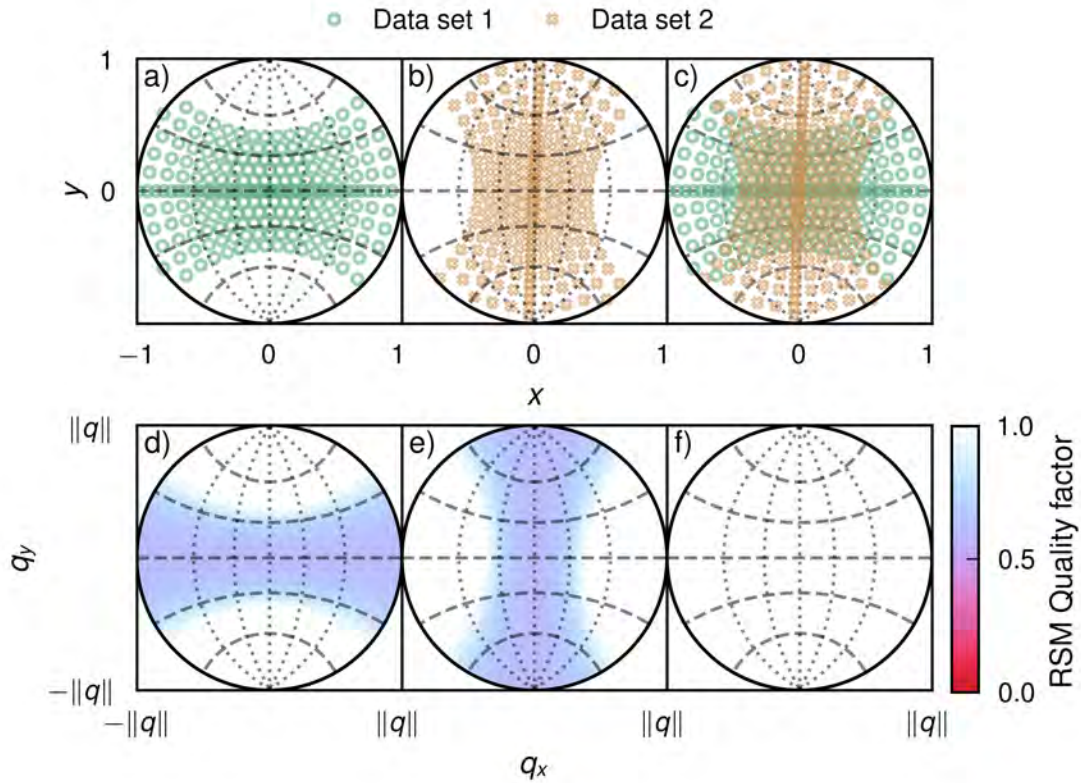 Data set 1 Data set 2
a) b) c)
1
0
y
−1 0 1 0 1 0 1
x
d) e) f)
‖q‖
−‖q‖
q_y
−‖q‖ ‖q‖ ‖q‖ ‖q‖
q_x
1.0
0.5
0.0
RSM Quality factor